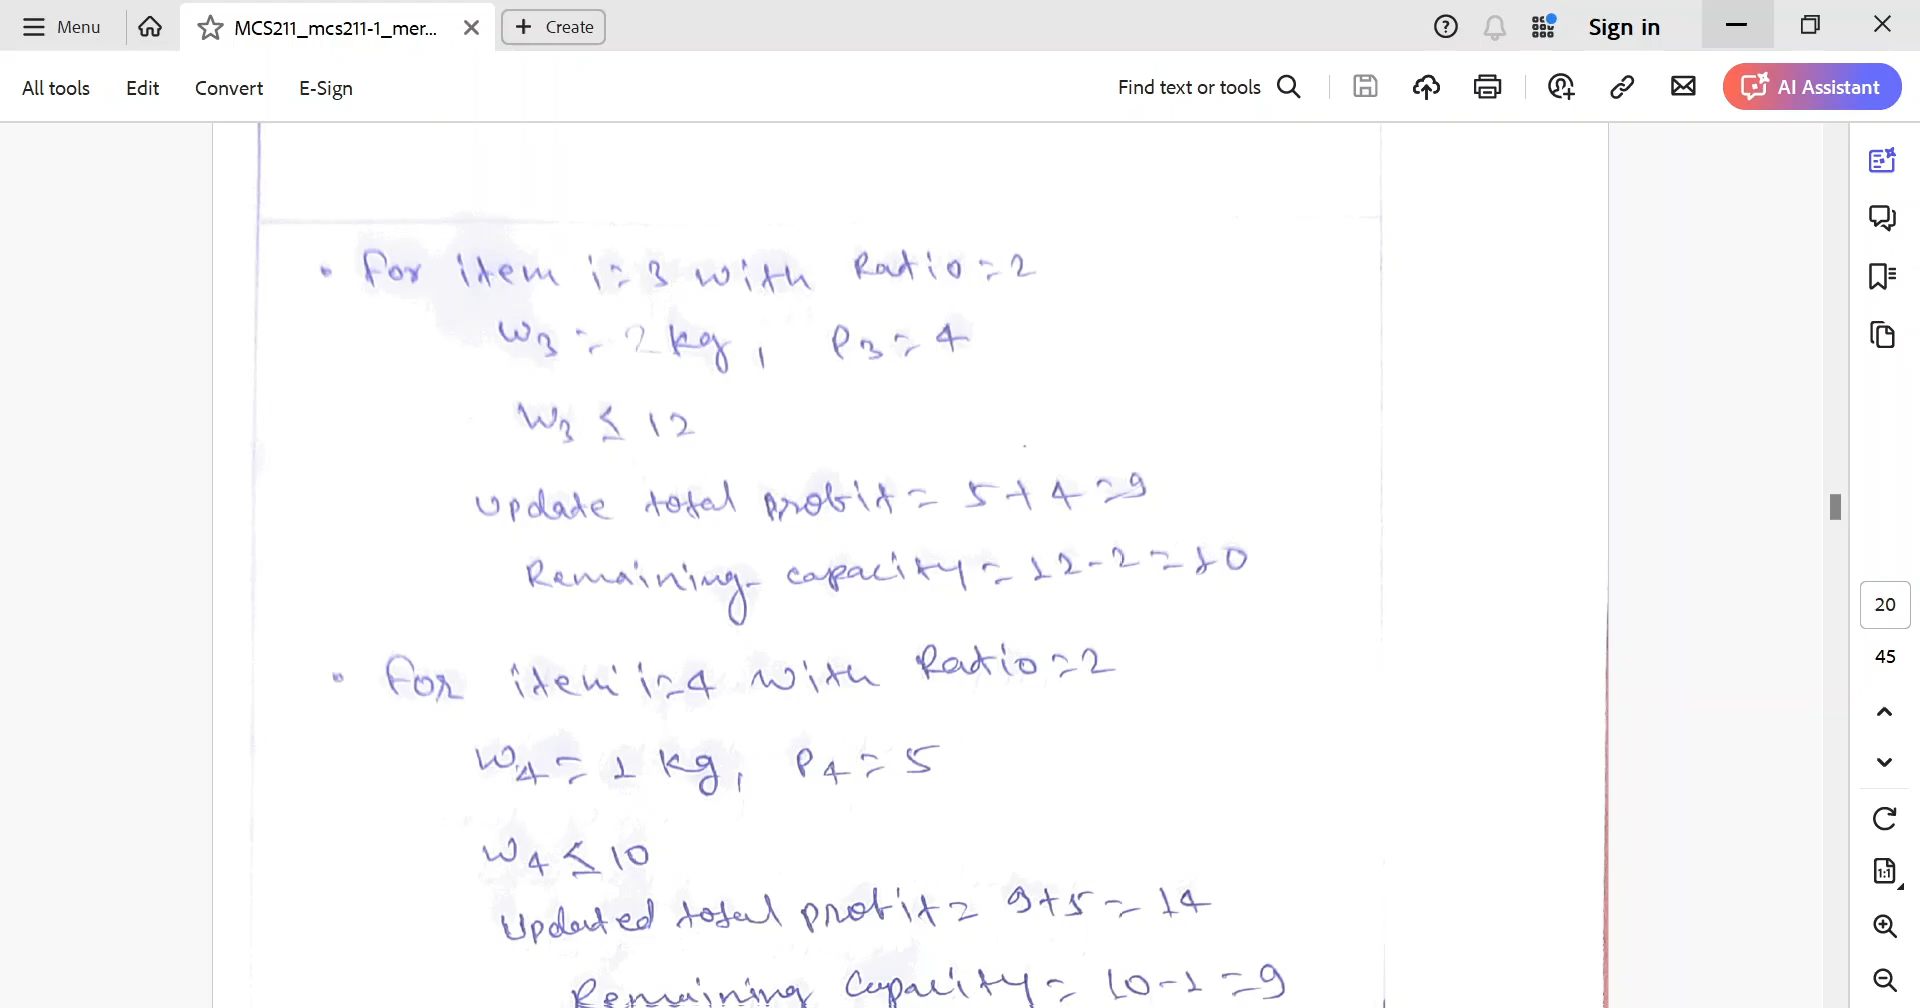 Menu
MCS211_mcs211-1_mer...
Create
Sign in
All tools
Edit
Convert
E-Sign
Find text or tools
AI Assistant
• For item i=3 with Ratio=2
W3 = 2kg, P3=4
W3 ≤ 12
Update total profit = 5+4=9
Remaining capacity = 12-2=10
• For item i=4 with Ratio=2
W4 = 1 kg, P4=5
W4 ≤ 10
Updated total profit = 9+5=14
Remaining Capacity = 10-1=9
20
45
1:1